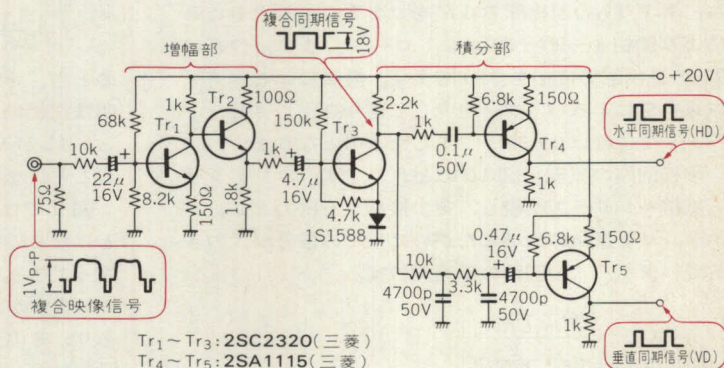 複合同期信号
18V
増幅部
積分部
+20V
1k
Tr2
100Ω
68k
Tr1
150k
2.2k
Tr3
1k
6.8k
150Ω
Tr4
水平同期信号(HD)
10k
22μ
16V
8.2k
150Ω
1.8k
1k
4.7μ
16V
4.7k
1S1588
0.1μ
50V
1k
75Ω
1VP-P
複合映像信号
0.47μ
16V
6.8k
150Ω
Tr5
10k
3.3k
4700p
50V
4700p
50V
1k
垂直同期信号(VD)
Tr1~Tr3:2SC2320(三菱)
Tr4~Tr5:2SA1115(三菱)